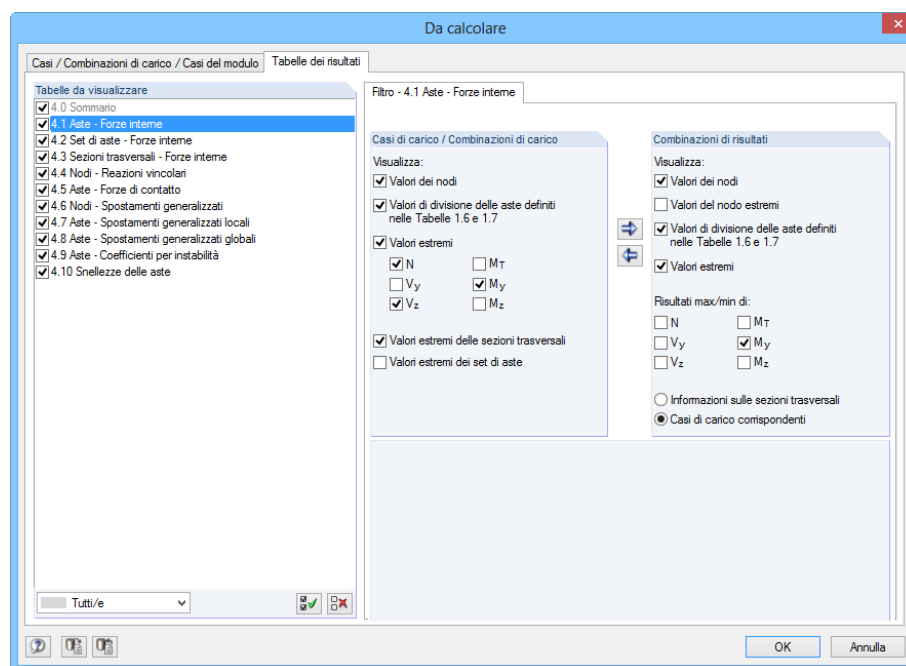 Da calcolare
Casi / Combinazioni di carico / Casi del modulo
Tabelle dei risultati
Tabelle da visualizzare
4.0 Sommario
4.1 Aste - Forze interne
4.2 Set di aste - Forze interne
4.3 Sezioni trasversali - Forze interne
4.4 Nodi - Reazioni vincolari
4.5 Aste - Forze di contatto
4.6 Nodi - Spostamenti generalizzati
4.7 Aste - Spostamenti generalizzati locali
4.8 Aste - Spostamenti generalizzati globali
4.9 Aste - Coefficienti per instabilità
4.10 Snellezze delle aste
Tutti/e
Filtro - 4.1 Aste - Forze interne
Casi di carico / Combinazioni di carico
Visualizza:
Valori dei nodi
Valori di divisione delle aste definiti
nelle Tabelle 1.6 e 1.7
Valori estremi
N
MT
Vy
My
Vz
Mz
Valori estremi delle sezioni trasversali
Valori estremi dei set di aste
Combinazioni di risultati
Visualizza:
Valori dei nodi
Valori del nodo estremi
Valori di divisione delle aste definiti
nelle Tabelle 1.6 e 1.7
Valori estremi
Risultati max/min di:
N
MT
Vy
My
Vz
Mz
Informazioni sulle sezioni trasversali
Casi di carico corrispondenti
OK
Annulla